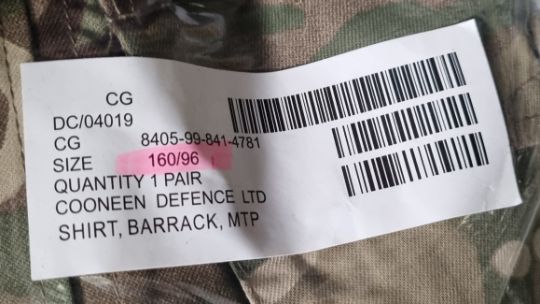 CG
DC/04019
CG 8405-99-841-4781
SIZE 160/96
QUANTITY 1 PAIR
COONEEN DEFENCE LTD
SHIRT, BARRACK, MTP